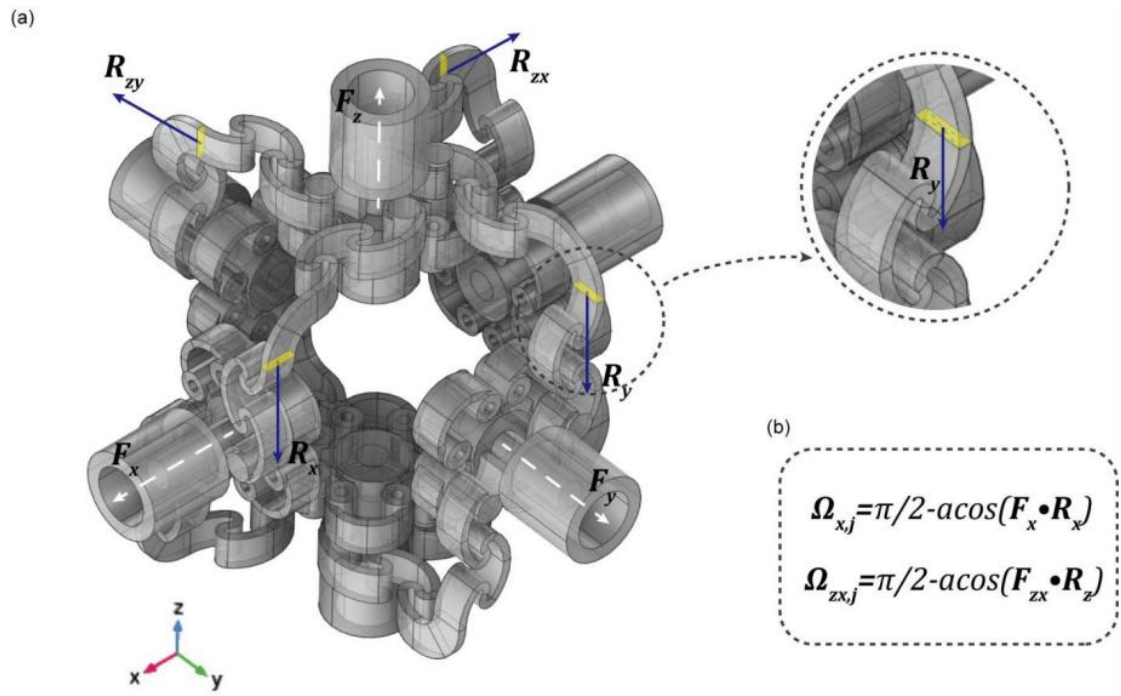 (a)
R_zy
R_zx
F_z
R_y
R_y
R_x
F_x
F_y
z
x
y
(b)
Ω_x,j=π/2-acos(F_x•R_x)
Ω_zx,j=π/2-acos(F_zx•R_z)